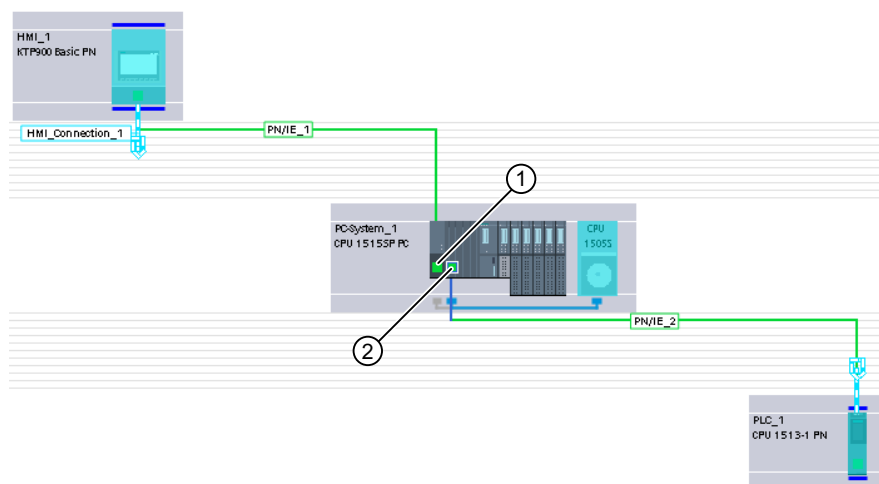 HMI_1
KTP900 Basic PN
HMI_Connection_1
PN/IE_1
1
PC-System_1
CPU 1515SP PC
CPU
1505S
2
PN/IE_2
PLC_1
CPU 1513-1 PN